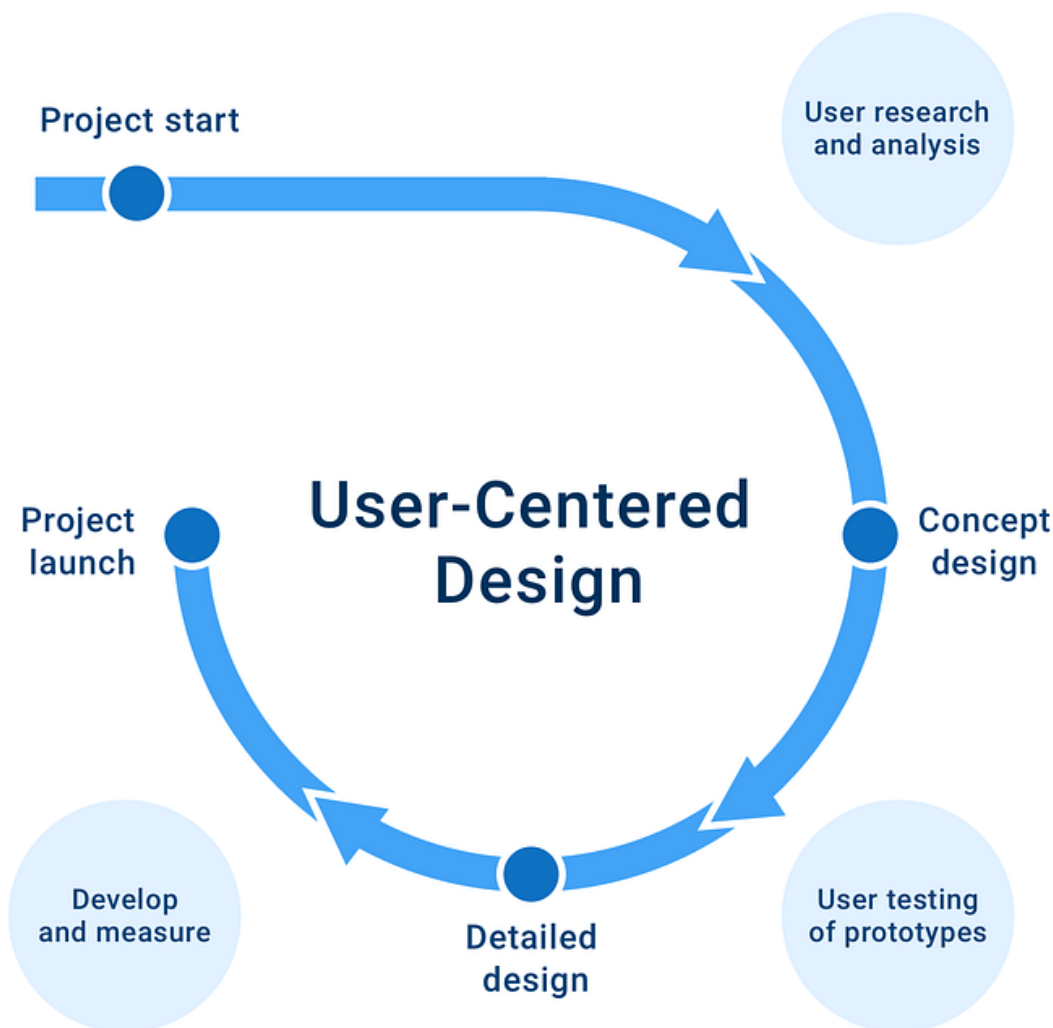 Project start
User research
and analysis
User-Centered
Design
Concept
design
User testing
of prototypes
Detailed
design
Develop
and measure
Project
launch